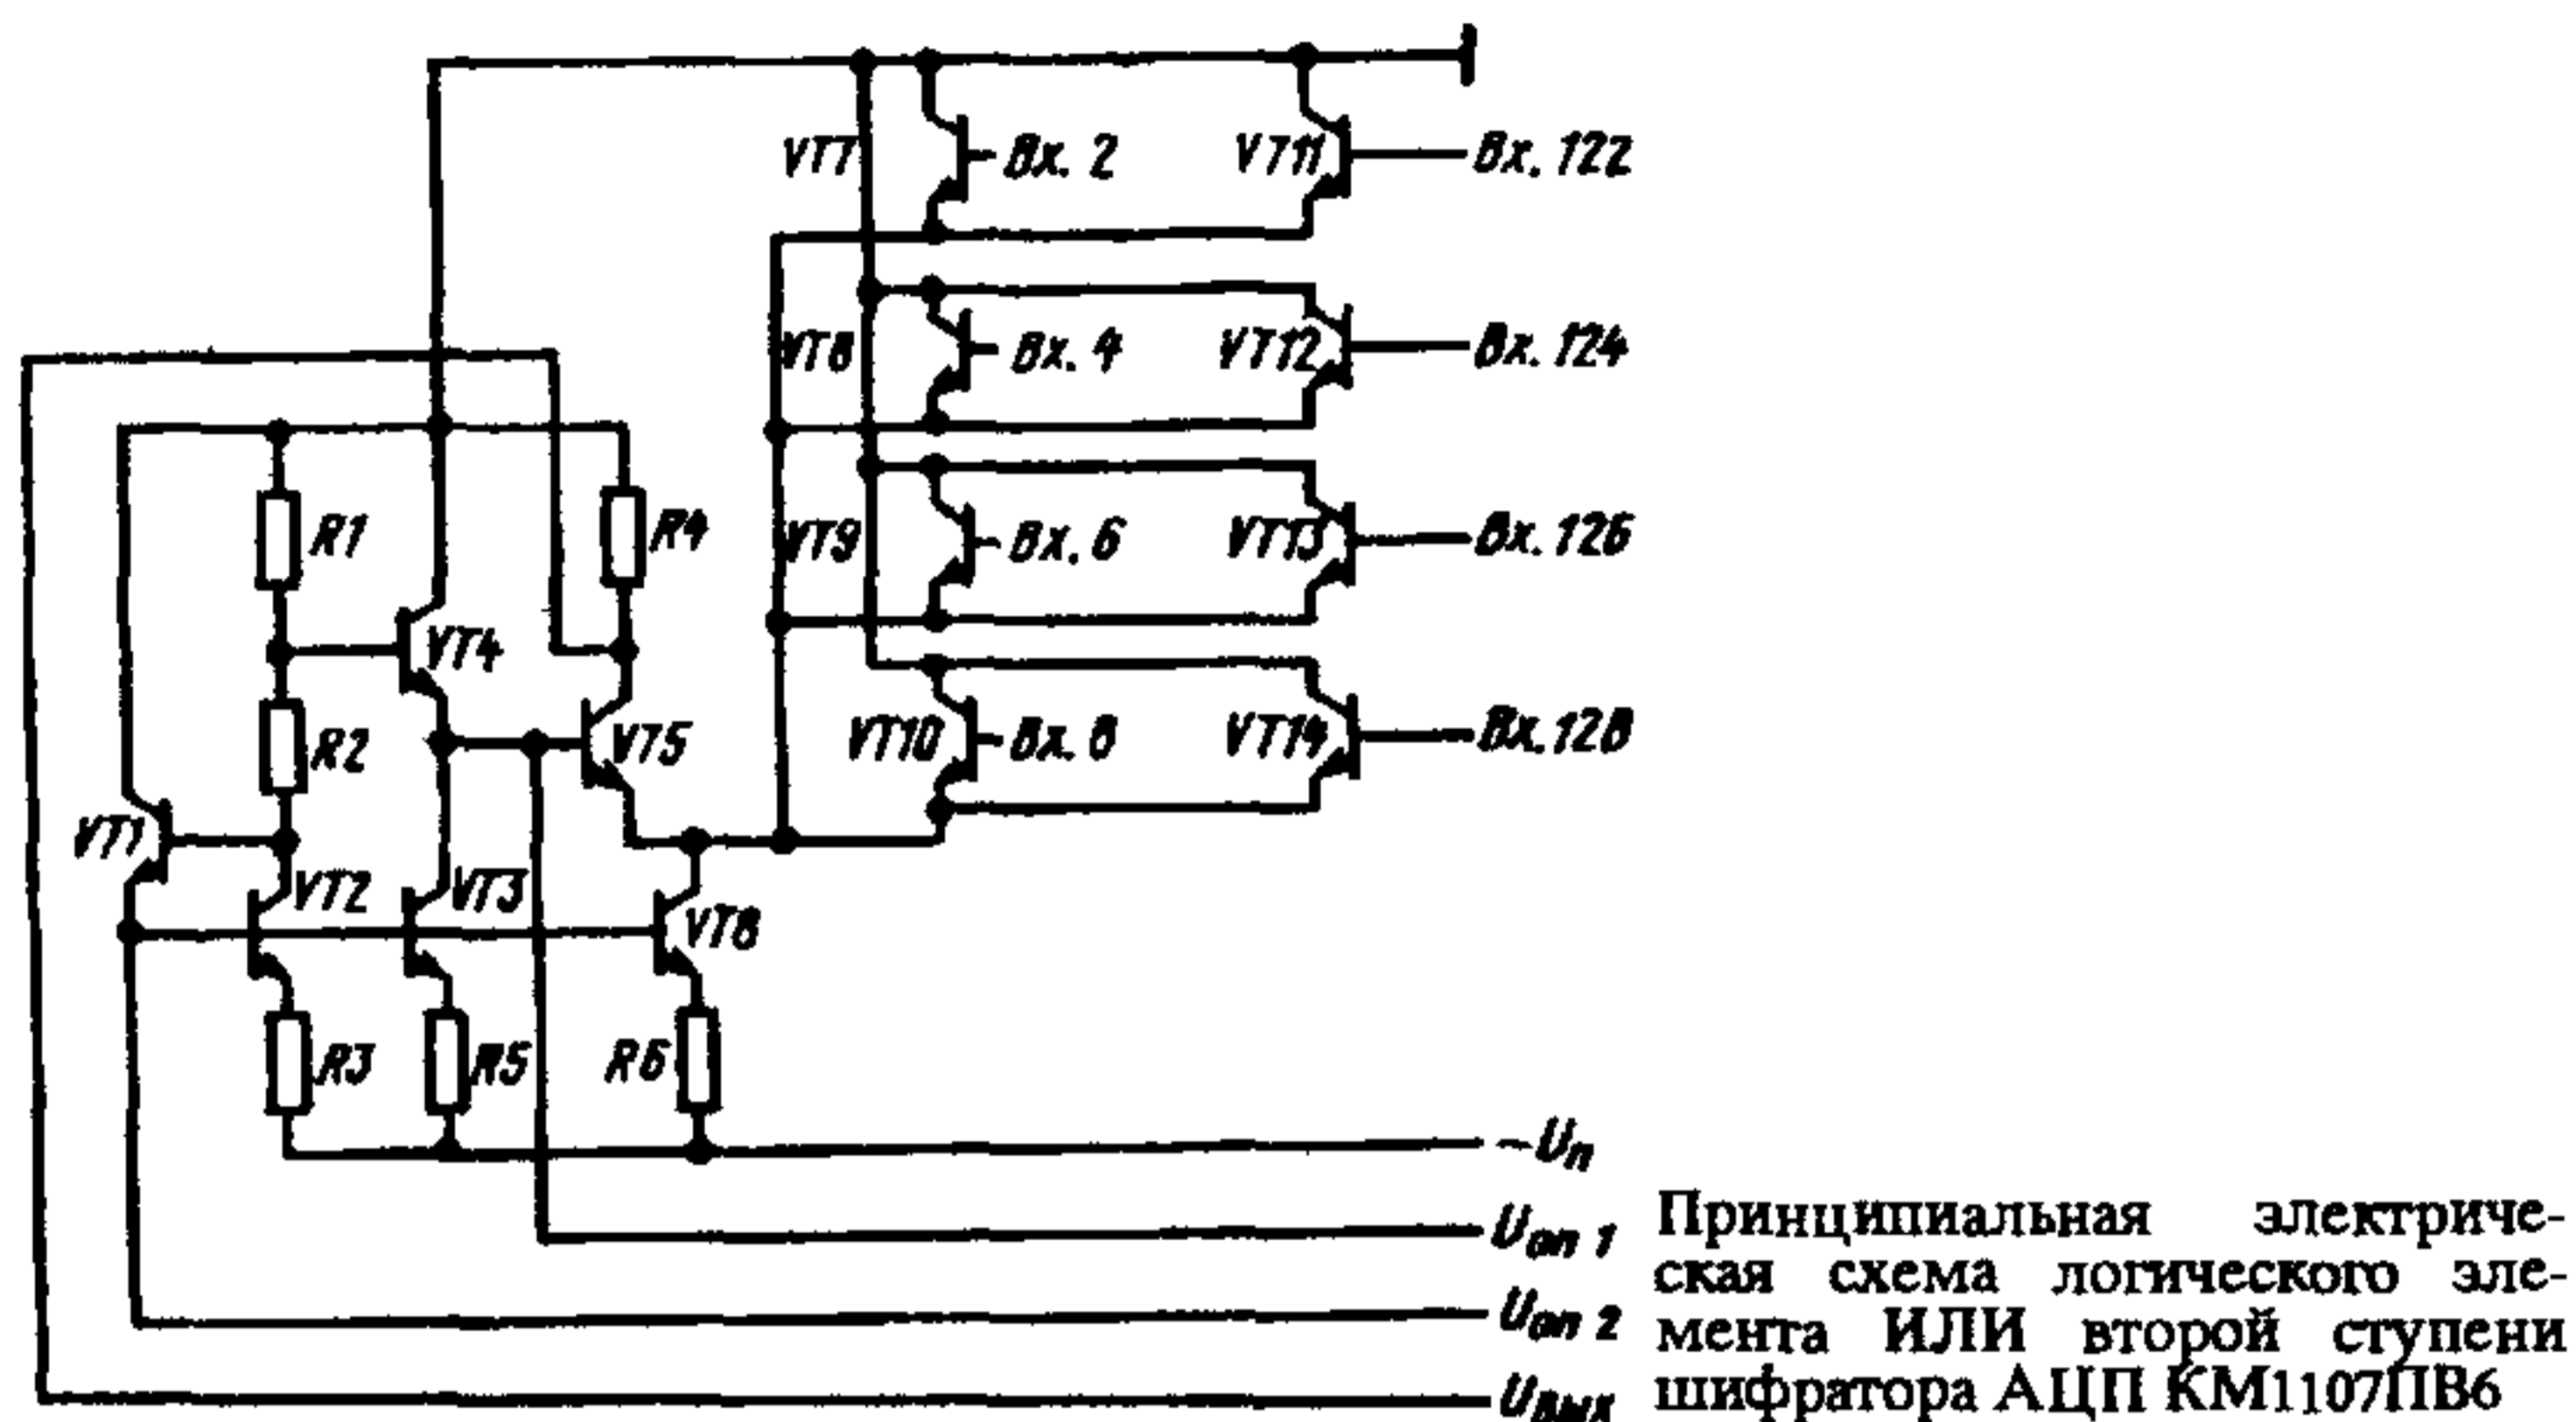 VT7
Вх. 2
VT11
Вх. 122
VT8
Вх. 4
VT12
Вх. 124
R1
R4
VT9
Вх. 6
VT13
Вх. 126
VT4
R2
VT5
VT10
Вх. 8
VT14
Вх. 128
VT1
VT2
VT3
VT8
R3
R5
R6
-Uп
Uоп 1
Uоп 2
Uвых
Принципиальная электриче-
ская схема логического эле-
мента ИЛИ второй ступени
шифратора АЦП КМ1107ПВ6